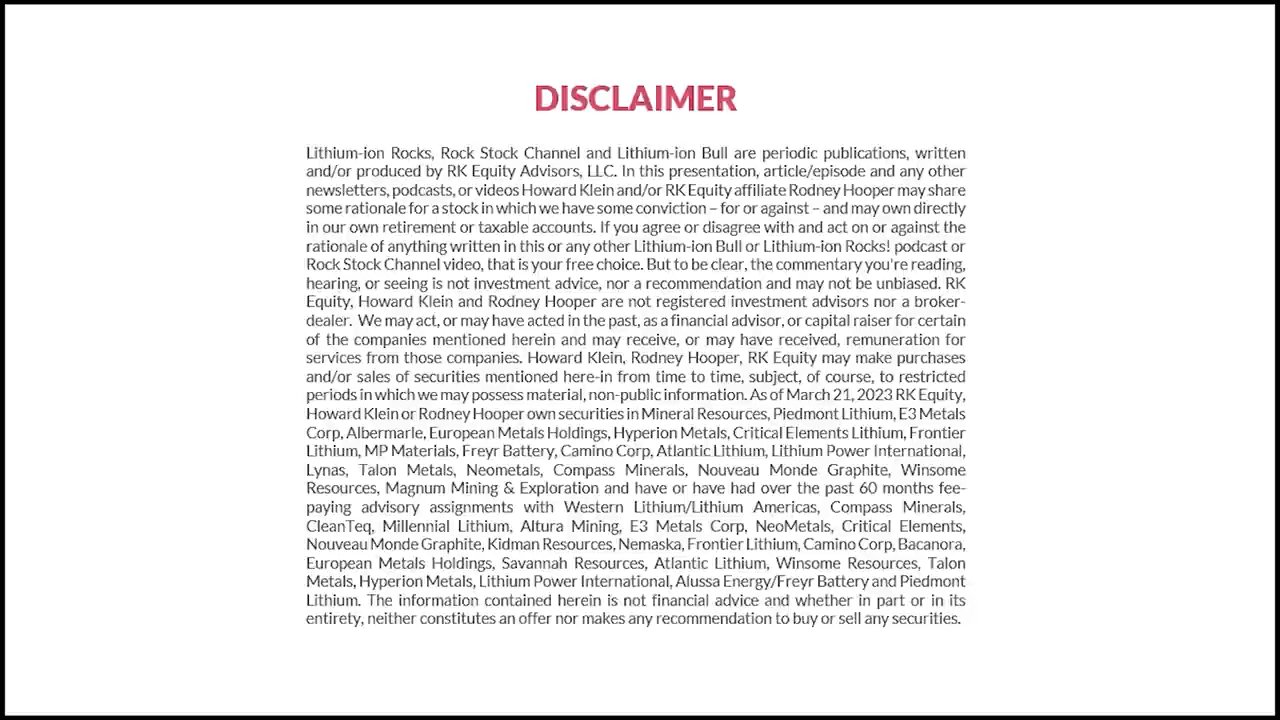 DISCLAIMER
Lithium-ion Rocks, Rock Stock Channel and Lithium-ion Bull are periodic publications, written
and/or produced by RK Equity Advisors, LLC. In this presentation, article/episode and any other
newsletters, podcasts, or videos Howard Klein and/or RK Equity affiliate Rodney Hooper may share
some rationale for a stock in which we have some conviction – for or against – and may own directly
in our own retirement or taxable accounts. If you agree or disagree with and act on or against the
rationale of anything written in this or any other Lithium-ion Bull or Lithium-ion Rocks! podcast or
Rock Stock Channel video, that is your free choice. But to be clear, the commentary you're reading,
hearing, or seeing is not investment advice, nor a recommendation and may not be unbiased. RK
Equity, Howard Klein and Rodney Hooper are not registered investment advisors nor a broker-
dealer. We may act, or may have acted in the past, as a financial advisor, or capital raiser for certain
of the companies mentioned herein and may receive, or may have received, remuneration for
services from those companies. Howard Klein, Rodney Hooper, RK Equity may make purchases
and/or sales of securities mentioned here-in from time to time, subject, of course, to restricted
periods in which we may possess material, non-public information. As of March 21, 2023 RK Equity,
Howard Klein or Rodney Hooper own securities in Mineral Resources, Piedmont Lithium, E3 Metals
Corp, Albermarle, European Metals Holdings, Hyperion Metals, Critical Elements Lithium, Frontier
Lithium, MP Materials, Freyr Battery, Camino Corp, Atlantic Lithium, Lithium Power International,
Lynas, Talon Metals, Neometals, Compass Minerals, Nouveau Monde Graphite, Winsome
Resources, Magnum Mining & Exploration and have or have had over the past 60 months fee-
paying advisory assignments with Western Lithium/Lithium Americas, Compass Minerals,
CleanTeq, Millennial Lithium, Altura Mining, E3 Metals Corp, NeoMetals, Critical Elements,
Nouveau Monde Graphite, Kidman Resources, Nemaska, Frontier Lithium, Camino Corp, Bacanora,
European Metals Holdings, Savannah Resources, Atlantic Lithium, Winsome Resources, Talon
Metals, Hyperion Metals, Lithium Power International, Alussa Energy/Freyr Battery and Piedmont
Lithium. The information contained herein is not financial advice and whether in part or in its
entirety, neither constitutes an offer nor makes any recommendation to buy or sell any securities.